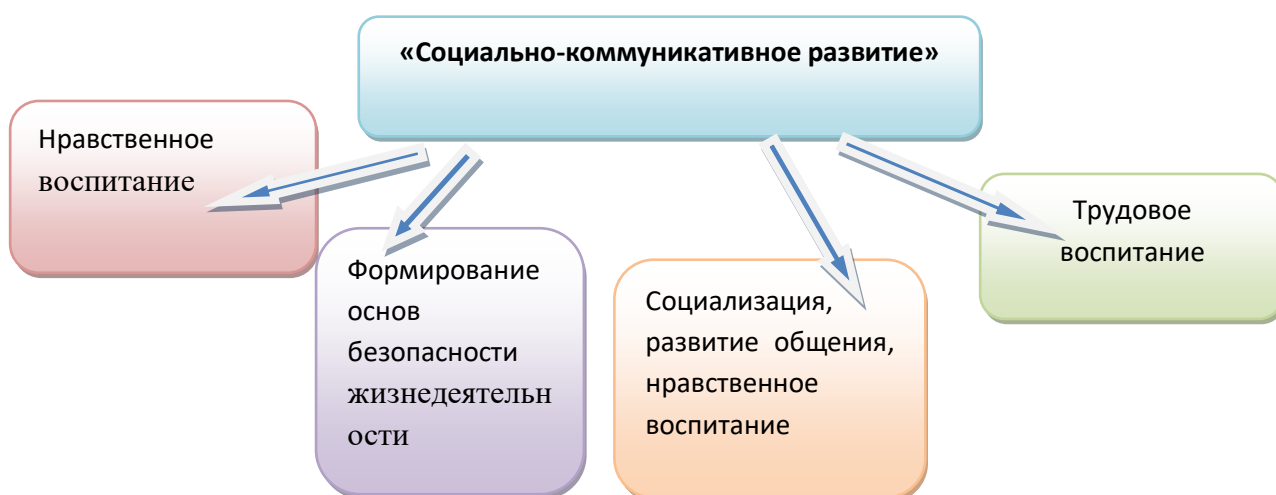 «Социально-коммуникативное развитие»
Нравственное
воспитание
Формирование
основ
безопасности
жизнедеятельн
ости
Социализация,
развитие общения,
нравственное
воспитание
Трудовое
воспитание